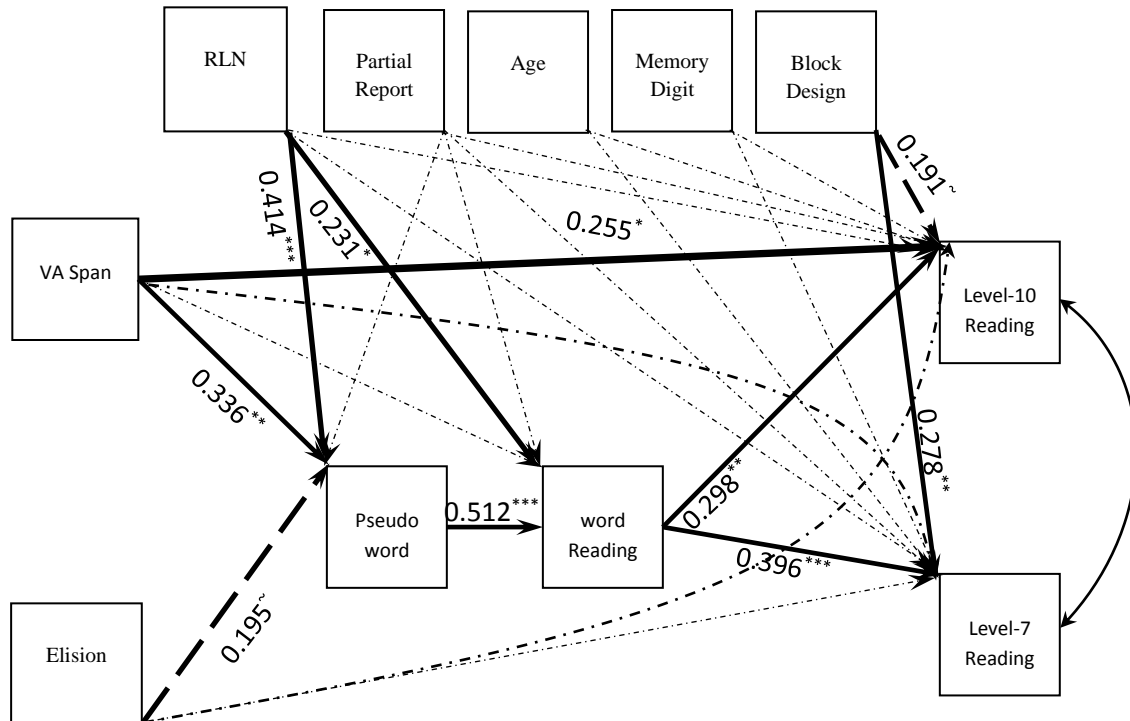 RLN
Partial
Report
Age
Memory
Digit
Block
Design
0.191~
0.414***
0.231*
0.255*
VA Span
Level-10
Reading
0.336**
0.278**
0.298**
Pseudo
word
0.512***
word
Reading
0.396***
0.195~
Elision
Level-7
Reading